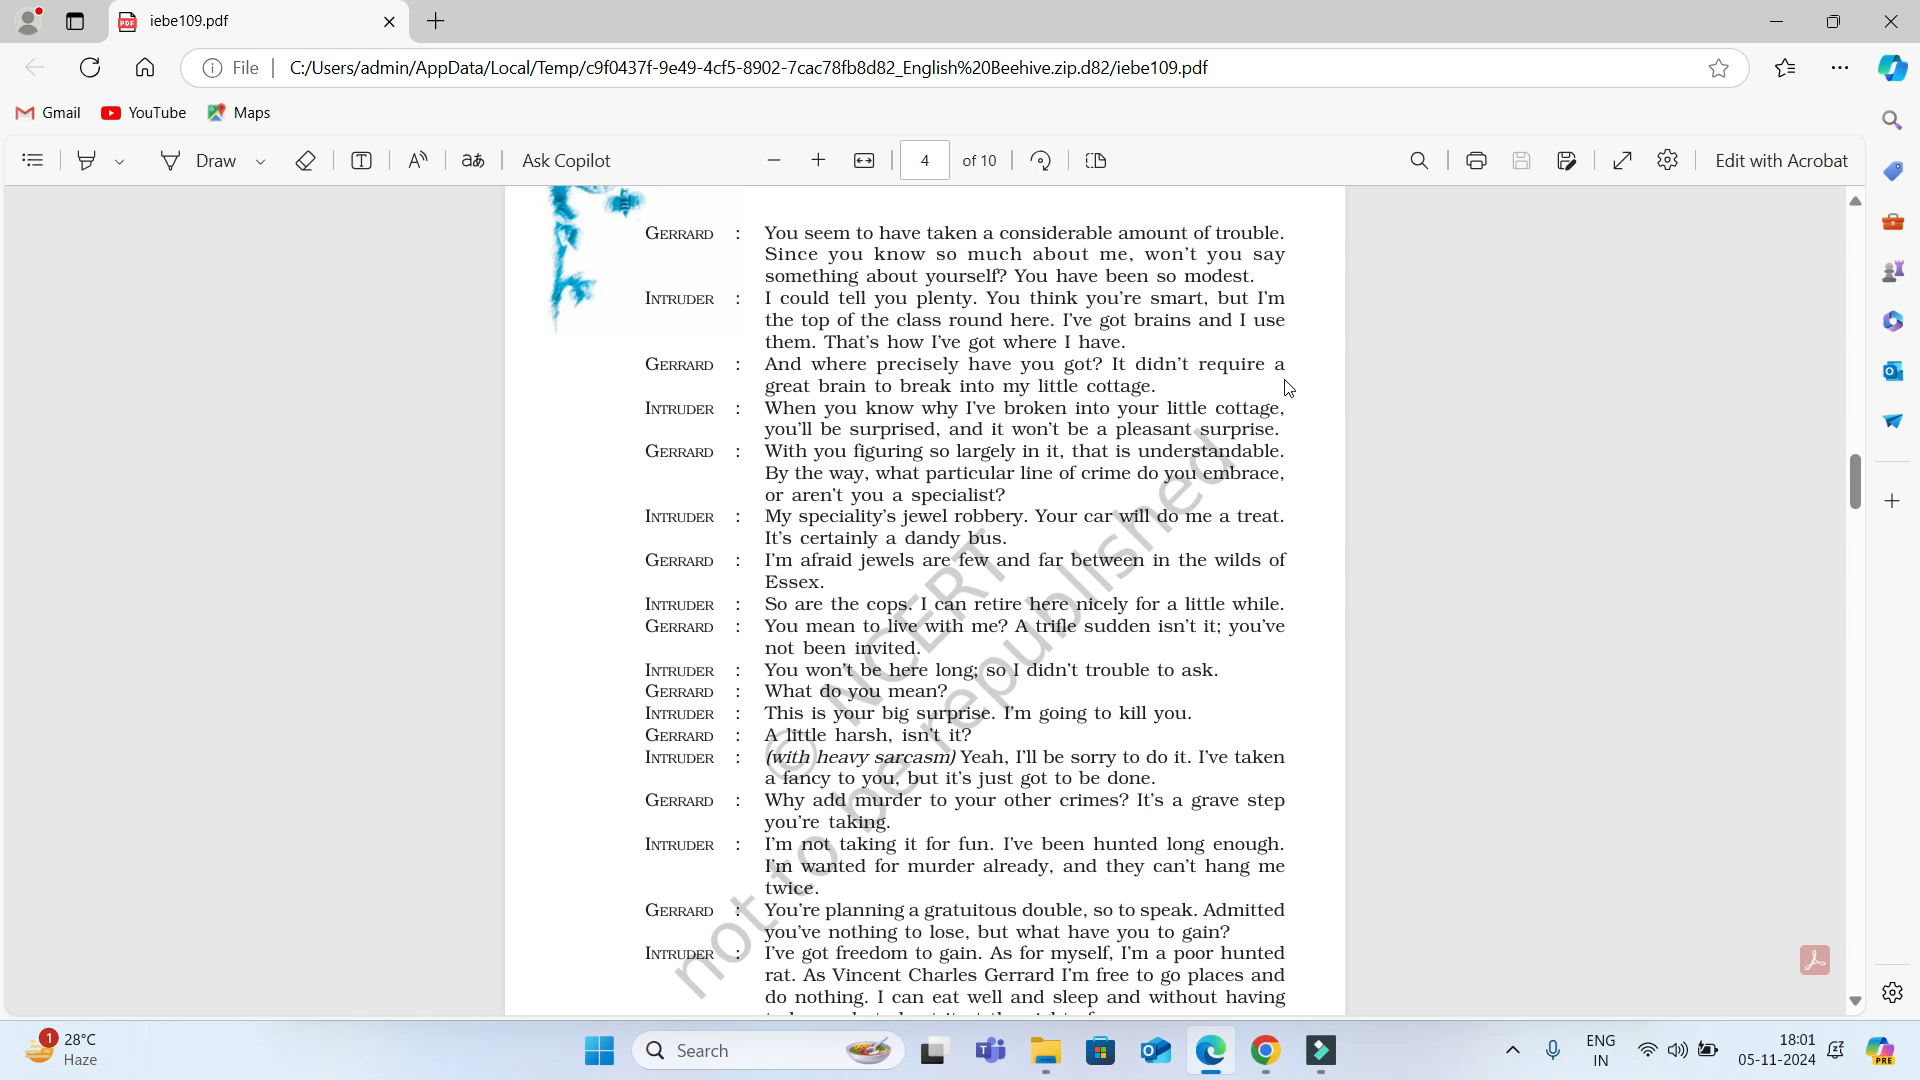 iebe109.pdf
File
C:/Users/admin/AppData/Local/Temp/c9f0437f-9e49-4cf5-8902-7cac78fb8d82_English%20Beehive.zip.d82/iebe109.pdf
Gmail YouTube Maps
Draw aあ Ask Copilot 4 of 10 Edit with Acrobat
GERRARD : You seem to have taken a considerable amount of trouble.
Since you know so much about me, won't you say
something about yourself? You have been so modest.
INTRUDER : I could tell you plenty. You think you're smart, but I'm
the top of the class round here. I've got brains and I use
them. That's how I've got where I have.
GERRARD : And where precisely have you got? It didn't require a
great brain to break into my little cottage.
INTRUDER : When you know why I've broken into your little cottage,
you'll be surprised, and it won't be a pleasant surprise.
GERRARD : With you figuring so largely in it, that is understandable.
By the way, what particular line of crime do you embrace,
or aren't you a specialist?
INTRUDER : My speciality's jewel robbery. Your car will do me a treat.
It's certainly a dandy bus.
GERRARD : I'm afraid jewels are few and far between in the wilds of
Essex.
INTRUDER : So are the cops. I can retire here nicely for a little while.
GERRARD : You mean to live with me? A trifle sudden isn't it; you've
not been invited.
INTRUDER : You won't be here long; so I didn't trouble to ask.
GERRARD : What do you mean?
INTRUDER : This is your big surprise. I'm going to kill you.
GERRARD : A little harsh, isn't it?
INTRUDER : (with heavy sarcasm) Yeah, I'll be sorry to do it. I've taken
a fancy to you, but it's just got to be done.
GERRARD : Why add murder to your other crimes? It's a grave step
you're taking.
INTRUDER : I'm not taking it for fun. I've been hunted long enough.
I'm wanted for murder already, and they can't hang me
twice.
GERRARD : You're planning a gratuitous double, so to speak. Admitted
you've nothing to lose, but what have you to gain?
INTRUDER : I've got freedom to gain. As for myself, I'm a poor hunted
rat. As Vincent Charles Gerrard I'm free to go places and
do nothing. I can eat well and sleep and without having
© NCERT
not to be republished
1 28°C
Haze
Search
PRE
ENG
IN
18:01
05-11-2024